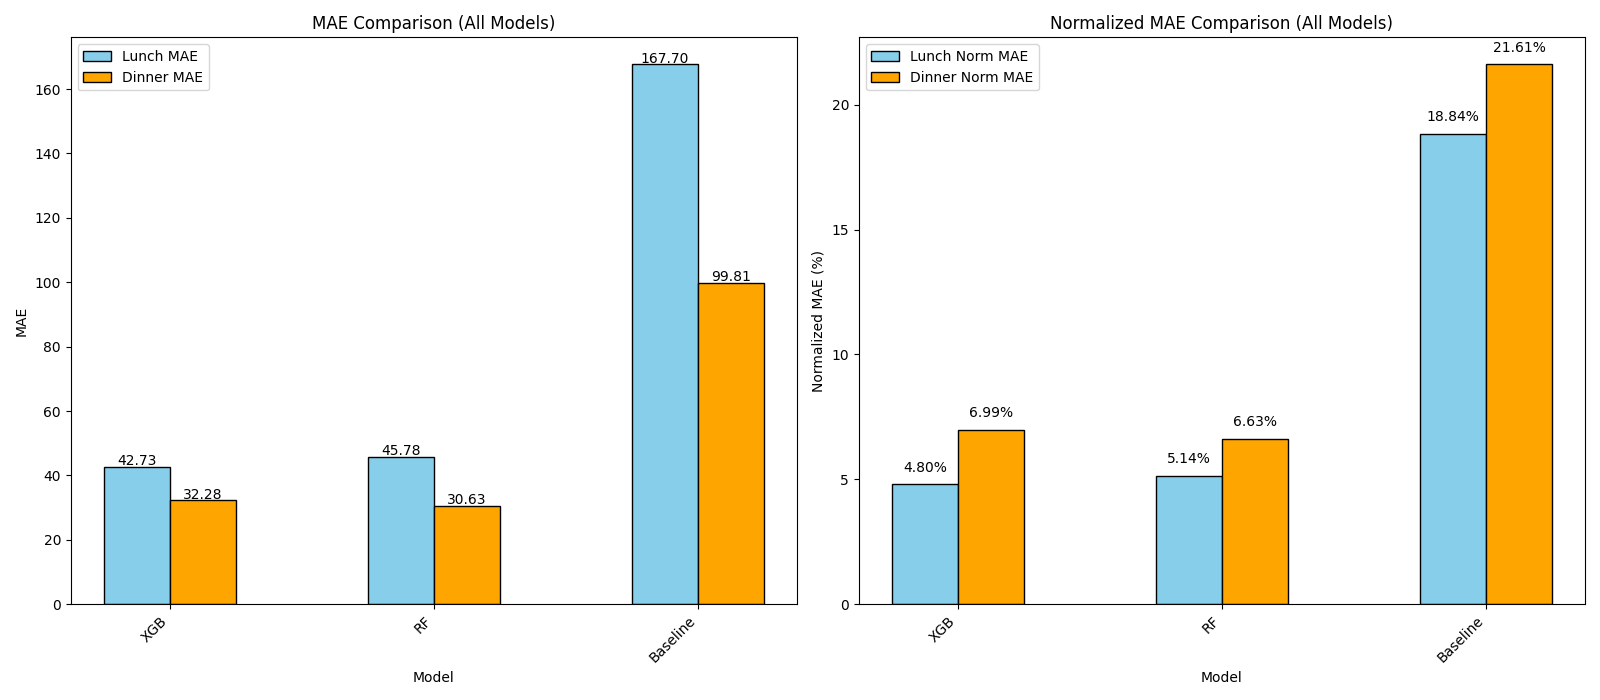 MAE Comparison (All Models)
Lunch MAE
Dinner MAE
MAE
160
140
120
100
80
60
40
20
0
42.73
32.28
45.78
30.63
167.70
99.81
XGB
RF
Baseline
Model
Normalized MAE Comparison (All Models)
Lunch Norm MAE
Dinner Norm MAE
Normalized MAE (%)
20
15
10
5
0
4.80%
6.99%
5.14%
6.63%
18.84%
21.61%
XGB
RF
Baseline
Model